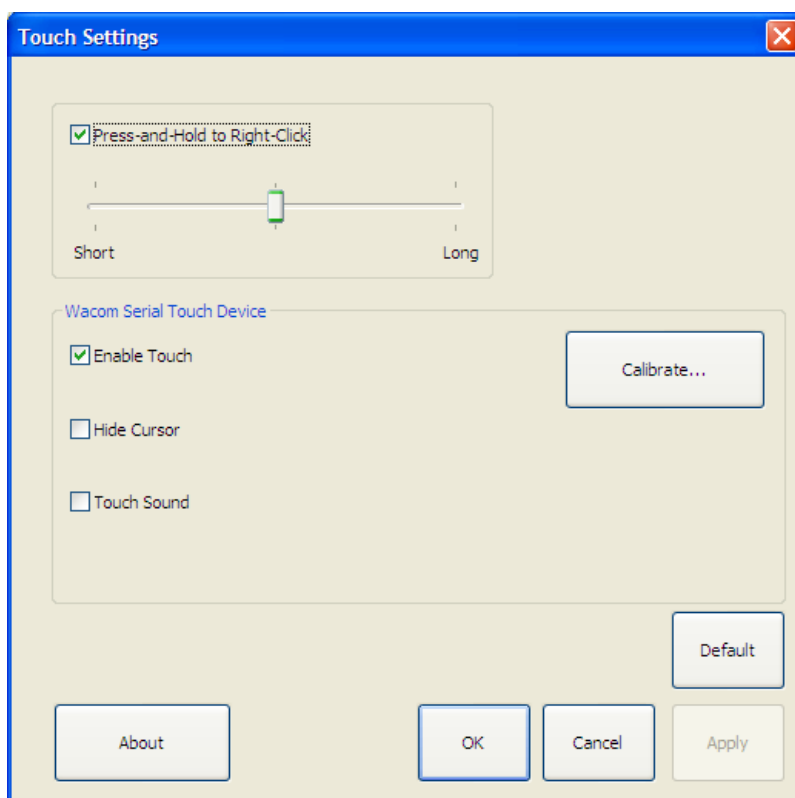 Touch Settings
Press-and-Hold to Right-Click
Short Long
Wacom Serial Touch Device
Enable Touch
Calibrate...
Hide Cursor
Touch Sound
Default
About OK Cancel Apply